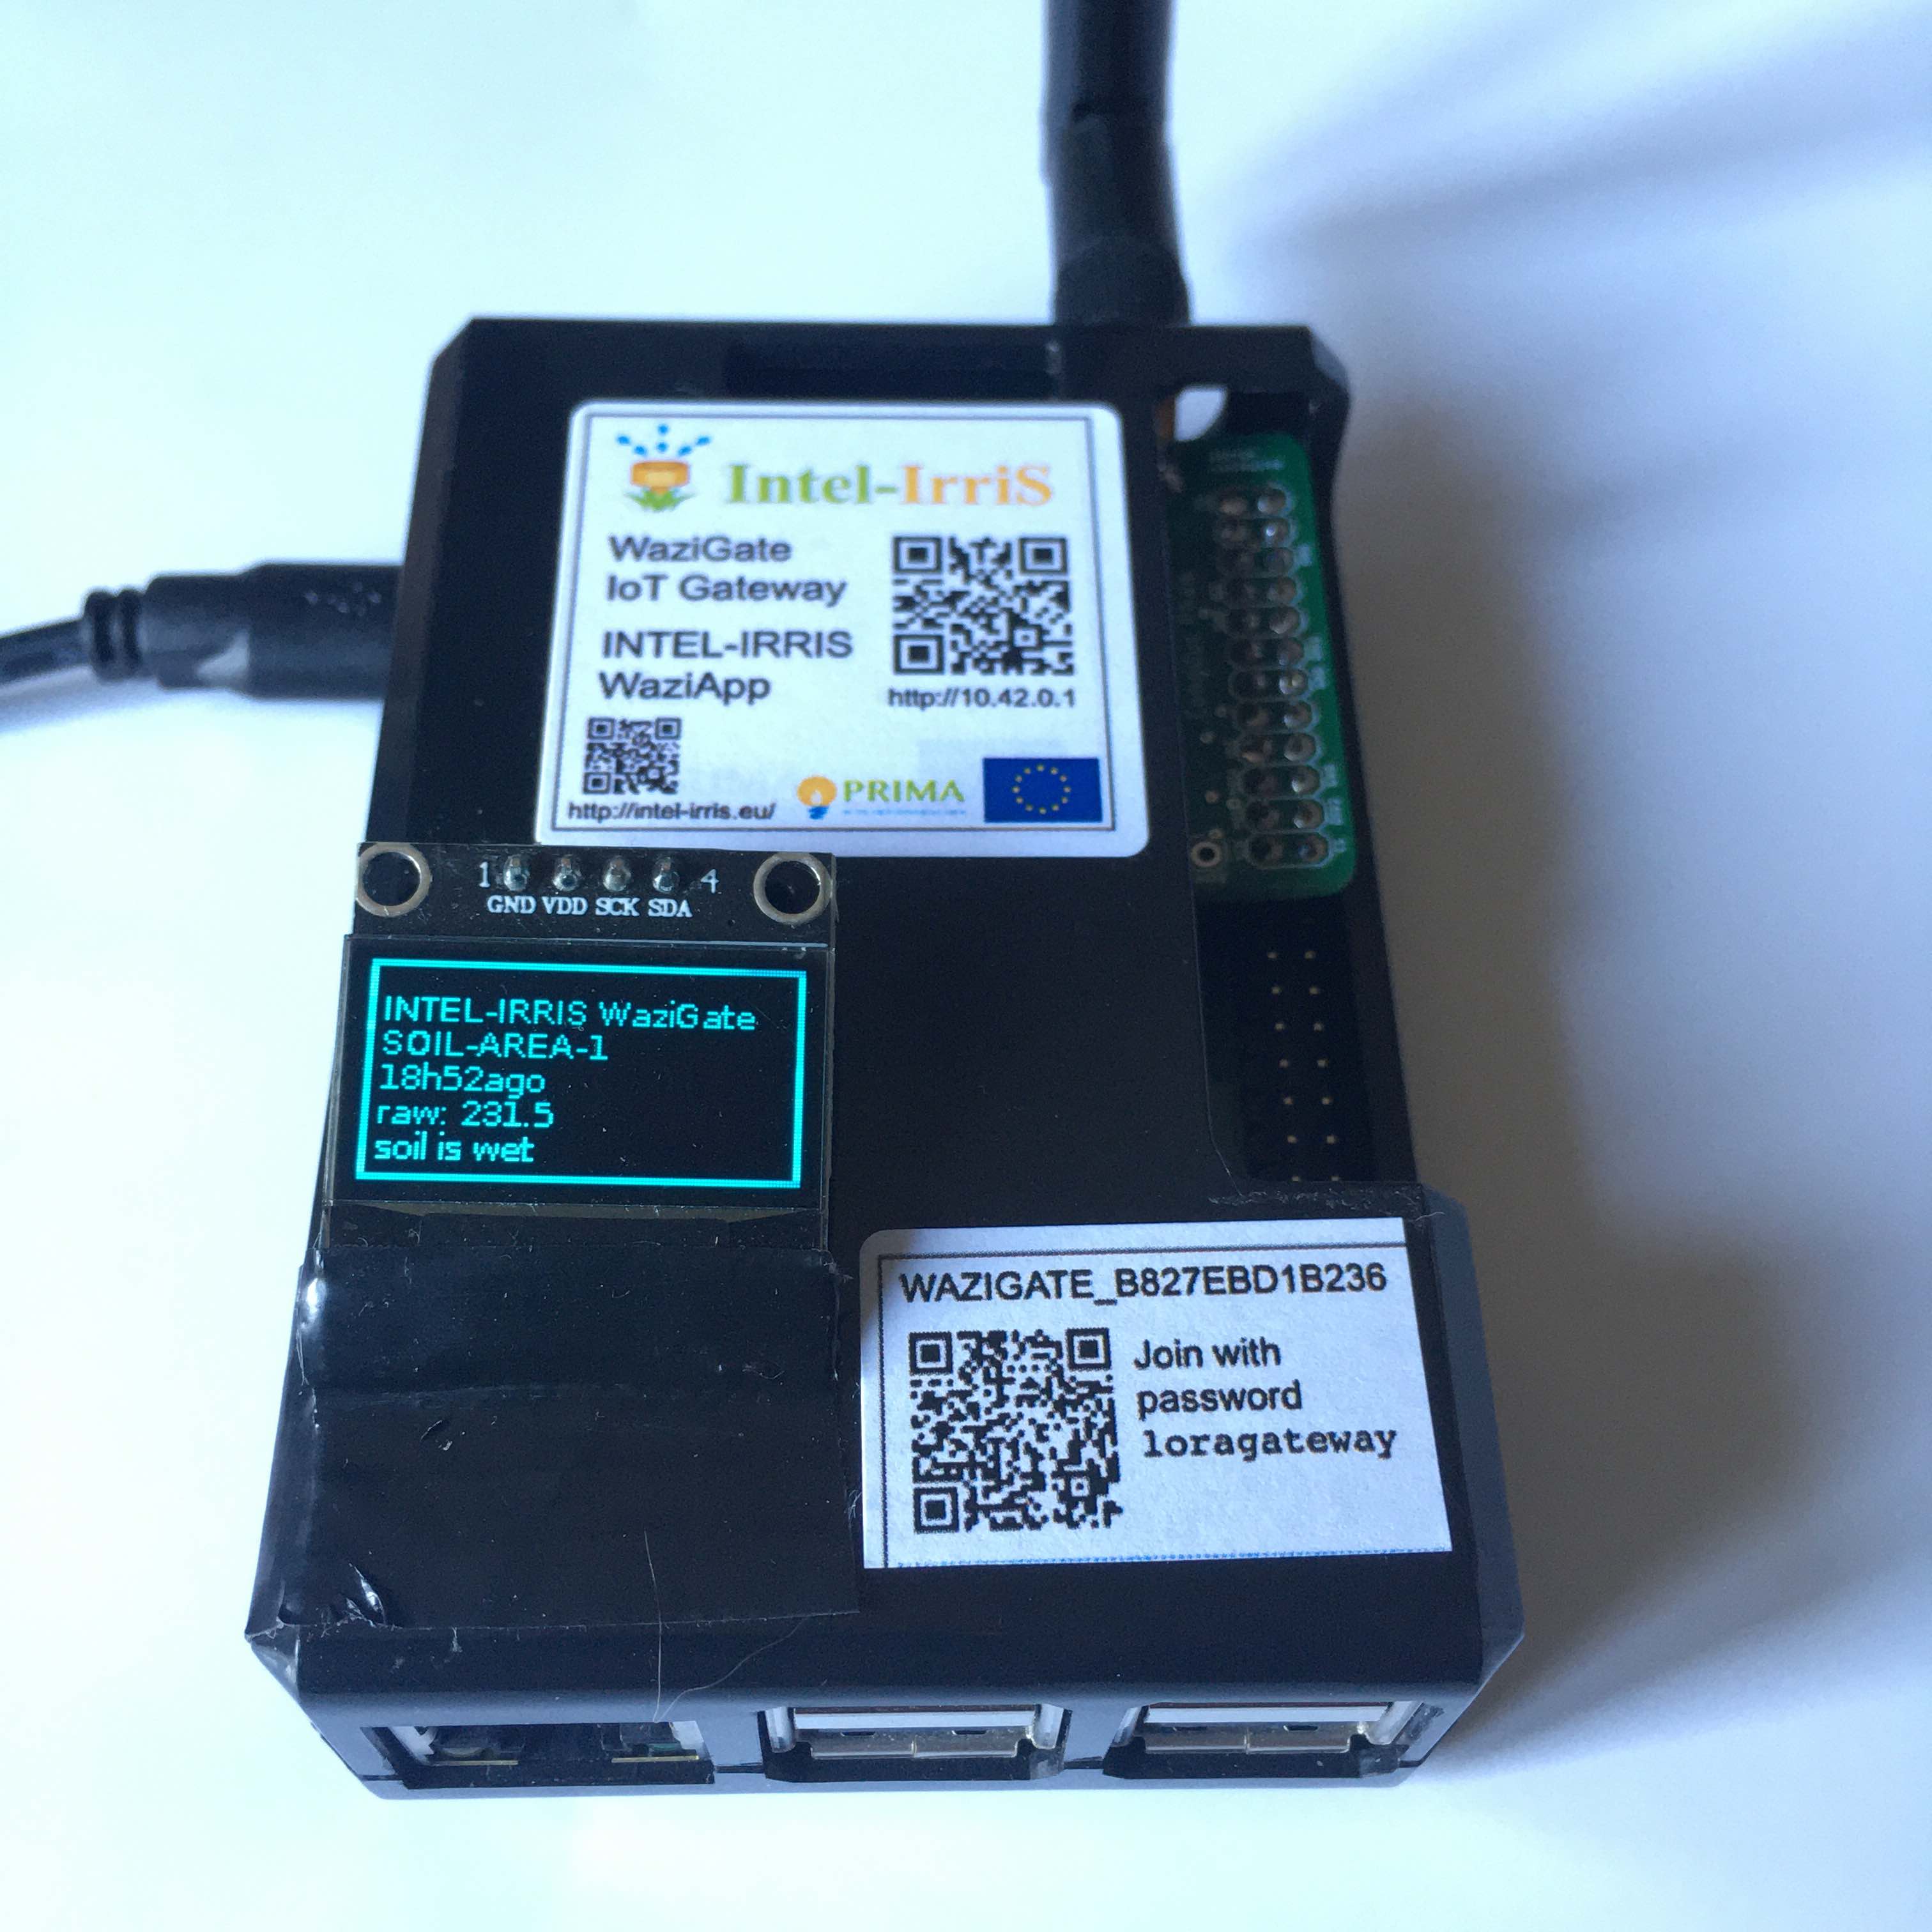 Intel-IrriS
WaziGate
IoT Gateway
INTEL-IRRIS
WaziApp
http://10.42.0.1
http://intel-irris.eu/
PRIMA
1 4
GND VDD SCK SDA
INTEL-IRRIS WaziGate
SOIL-AREA-1
18h52ago
raw: 231.5
soil is wet
WAZIGATE_B827EBD1B236
Join with
password
loragateway